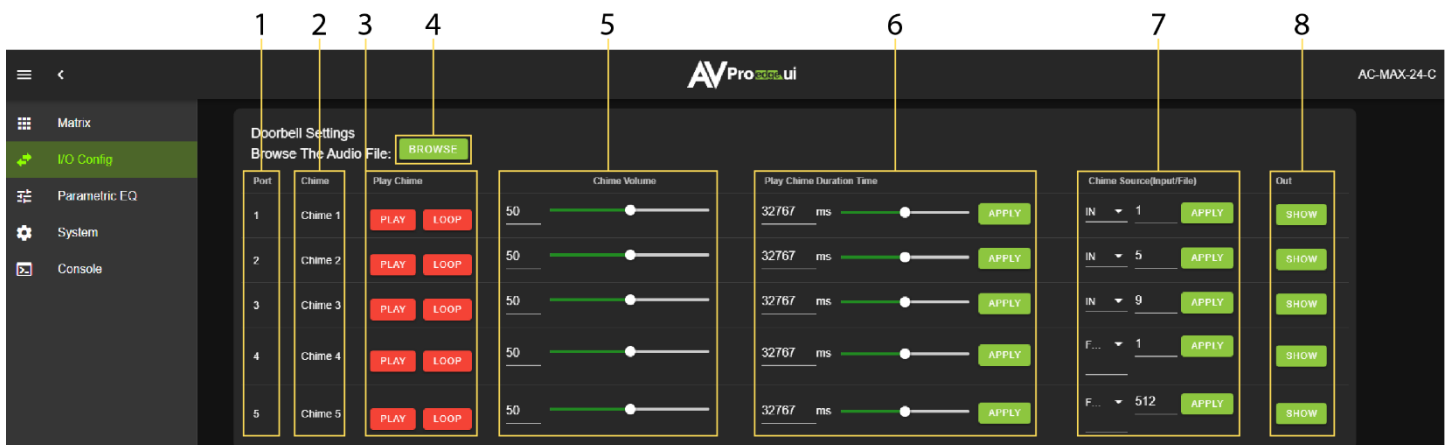 1 2 3 4 5 6 7 8
AVPro edge.ui AC-MAX-24-C
Matrix
I/O Config
Parametric EQ
System
Console
Doorbell Settings
Browse The Audio File: BROWSE
Port Chime Play Chime Chime Volume Play Chime Duration Time Chime Source(Input/File) Out
1 Chime 1 PLAY LOOP 50 32767 ms APPLY IN 1 APPLY SHOW
2 Chime 2 PLAY LOOP 50 32767 ms APPLY IN 5 APPLY SHOW
3 Chime 3 PLAY LOOP 50 32767 ms APPLY IN 9 APPLY SHOW
4 Chime 4 PLAY LOOP 50 32767 ms APPLY F... 1 APPLY SHOW
5 Chime 5 PLAY LOOP 50 32767 ms APPLY F... 512 APPLY SHOW